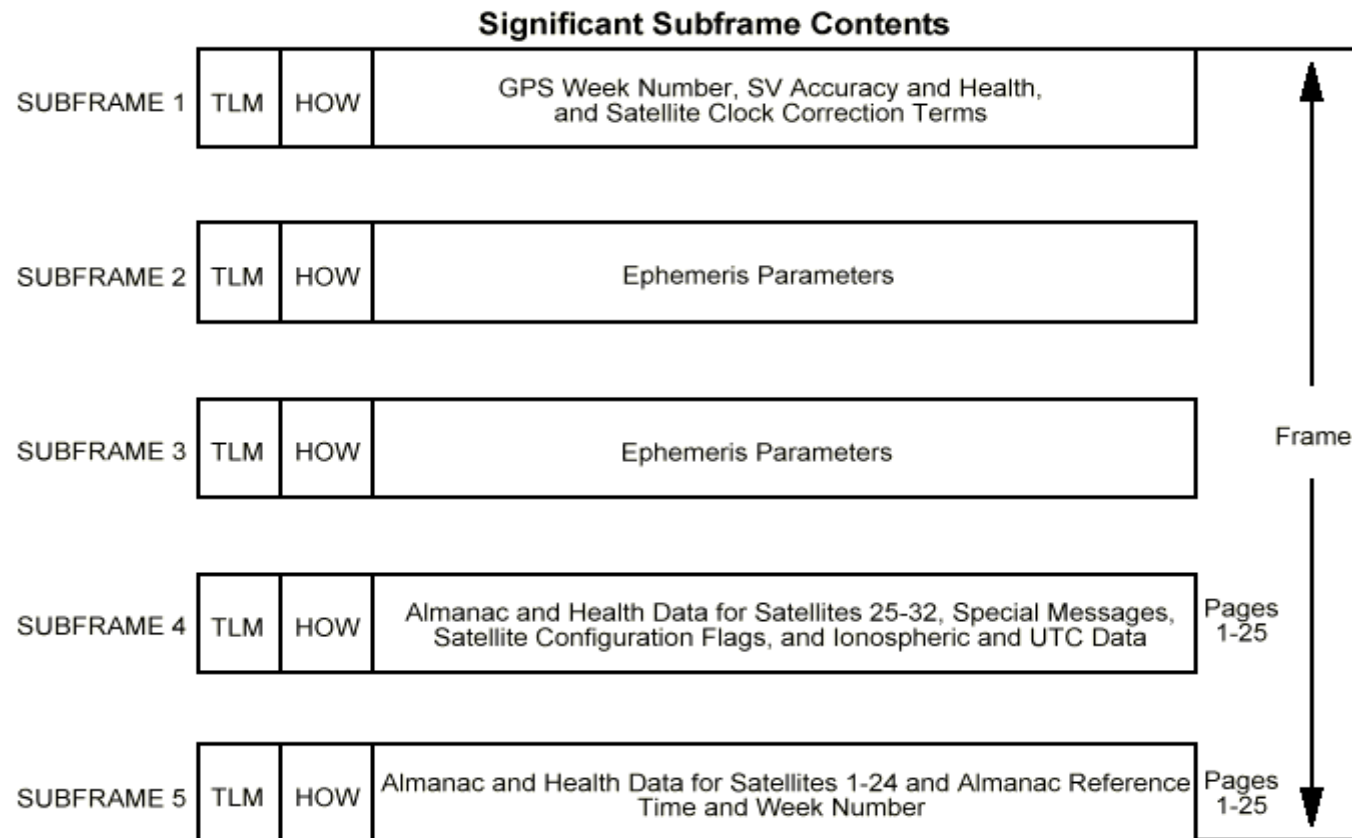 Significant Subframe Contents
SUBFRAME 1 TLM HOW GPS Week Number, SV Accuracy and Health,
and Satellite Clock Correction Terms
SUBFRAME 2 TLM HOW Ephemeris Parameters
SUBFRAME 3 TLM HOW Ephemeris Parameters
Frame
SUBFRAME 4 TLM HOW Almanac and Health Data for Satellites 25-32, Special Messages,
Satellite Configuration Flags, and Ionospheric and UTC Data
Pages
1-25
SUBFRAME 5 TLM HOW Almanac and Health Data for Satellites 1-24 and Almanac Reference
Time and Week Number
Pages
1-25